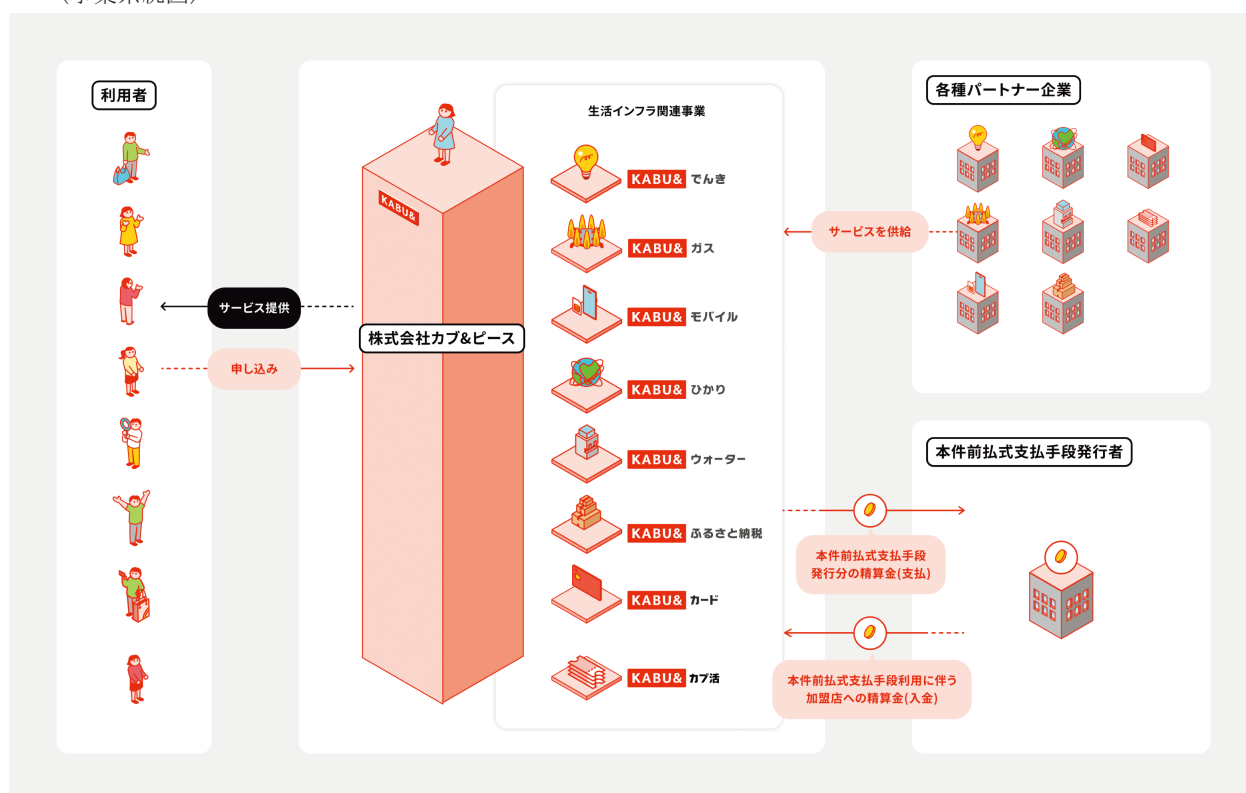 (事業系統図)
利用者
サービス提供
申し込み
KABU&
株式会社カブ&ピース
生活インフラ関連事業
KABU& でんき
KABU& ガス
KABU& モバイル
KABU& ひかり
KABU& ウォーター
KABU& ふるさと納税
KABU& カード
KABU& カブ活
各種パートナー企業
サービスを供給
本件前払式支払手段発行者
本件前払式支払手段
発行分の精算金(支払)
本件前払式支払手段利用に伴う
加盟店への精算金(入金)